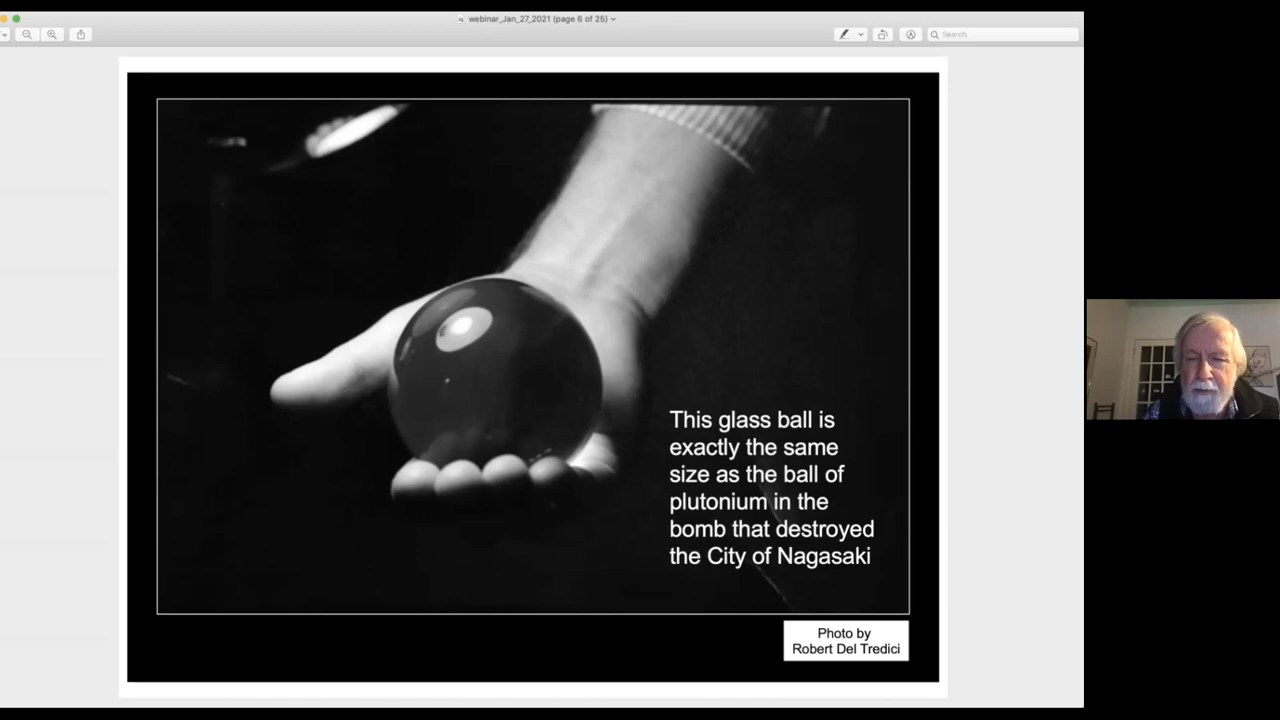 webinar_Jan_27_2021 (page 6 of 25)
Search
This glass ball is
exactly the same
size as the ball of
plutonium in the
bomb that destroyed
the City of Nagasaki
Photo by
Robert Del Tredici